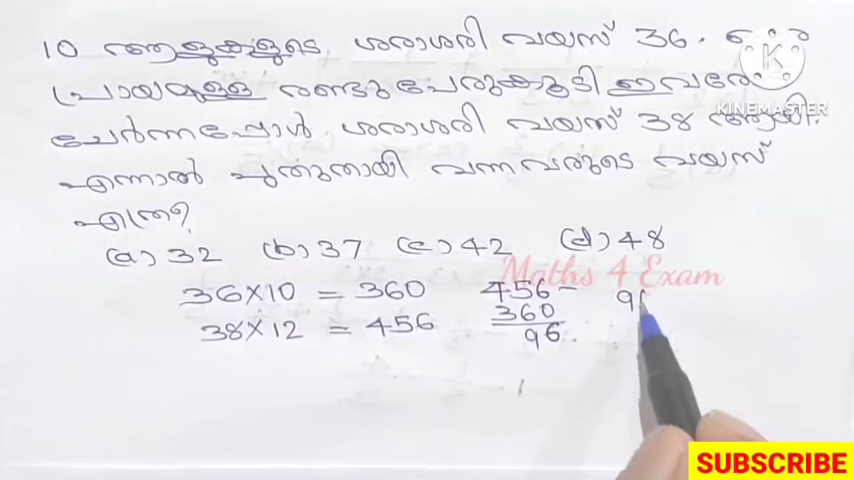 10 ആളുകളുടെ ശരാശരി വയസ് 36. ഒരേ
പ്രായമുള്ള രണ്ടുപേരുകൂടി ഇവരോ
KINEMASTER
ചേർന്നപ്പോൾ ശരാശരി വയസ് 38 ആയി.
എന്നാൽ പുതുതായി വന്നവരുടെ വയസ്
എത്ര?
(a) 32 (b) 37 (c) 42 (d) 48
Maths 4 Exam
36×10 = 360 456-
38×12 = 456 360
96
SUBSCRIBE